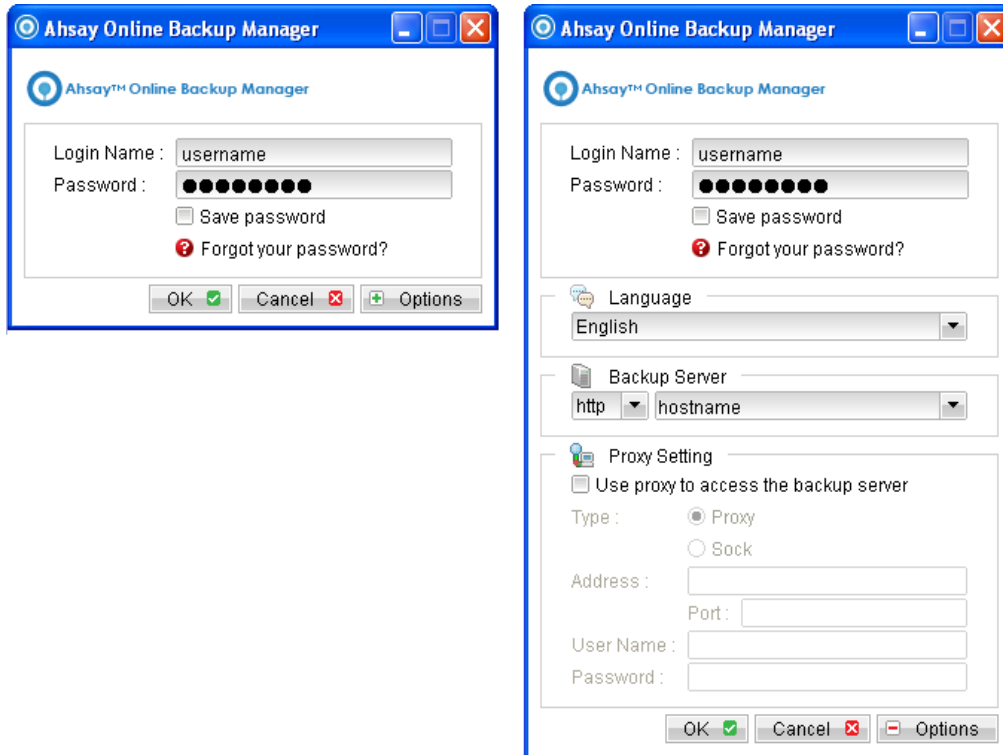 Ahsay Online Backup Manager
Ahsay™ Online Backup Manager
Login Name : username
Password :
Save password
Forgot your password?
OK Cancel Options
Ahsay Online Backup Manager
Ahsay™ Online Backup Manager
Login Name : username
Password :
Save password
Forgot your password?
Language
English
Backup Server
http hostname
Proxy Setting
Use proxy to access the backup server
Type : Proxy
Sock
Address :
Port :
User Name :
Password :
OK Cancel Options